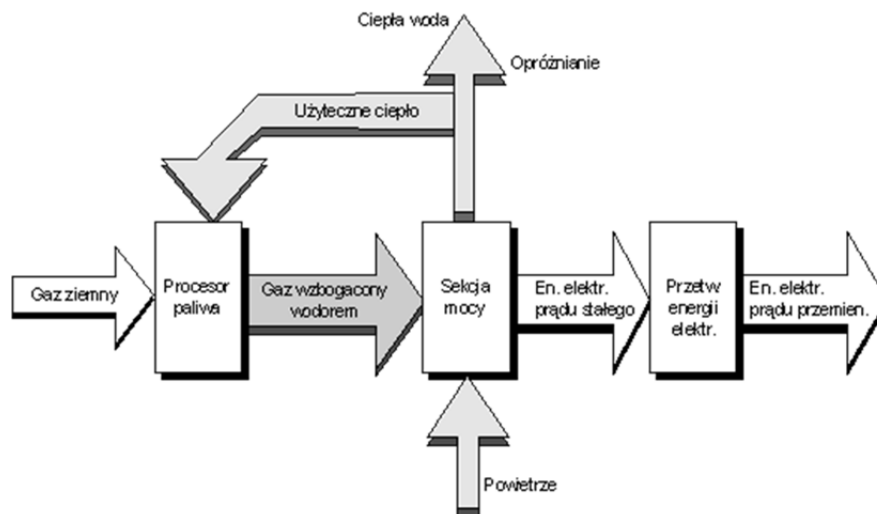 Ciepła woda
Opróżnianie
Użyteczne ciepło
Gaz ziemny
Procesor
paliwa
Gaz wzbogacony
wodorem
Sekcja
mocy
En. elektr.
prądu stałego
Przetw
energii
elektr.
En. elektr.
prądu przemien.
Powietrze